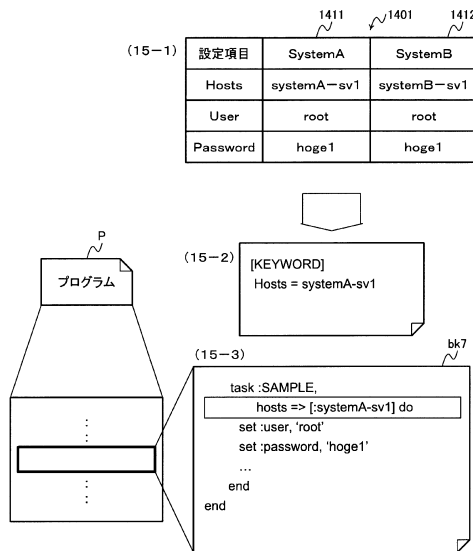 1411
1401
1412
(15-1)
設定項目 SystemA SystemB
Hosts systemA-sv1 systemB-sv1
User root root
Password hoge1 hoge1
P
プログラム
(15-2)
[KEYWORD]
Hosts = systemA-sv1
(15-3)
bk7
task :SAMPLE,
hosts => [:systemA-sv1] do
set :user, ‘root’
set :password, ‘hoge1’
…
end
end